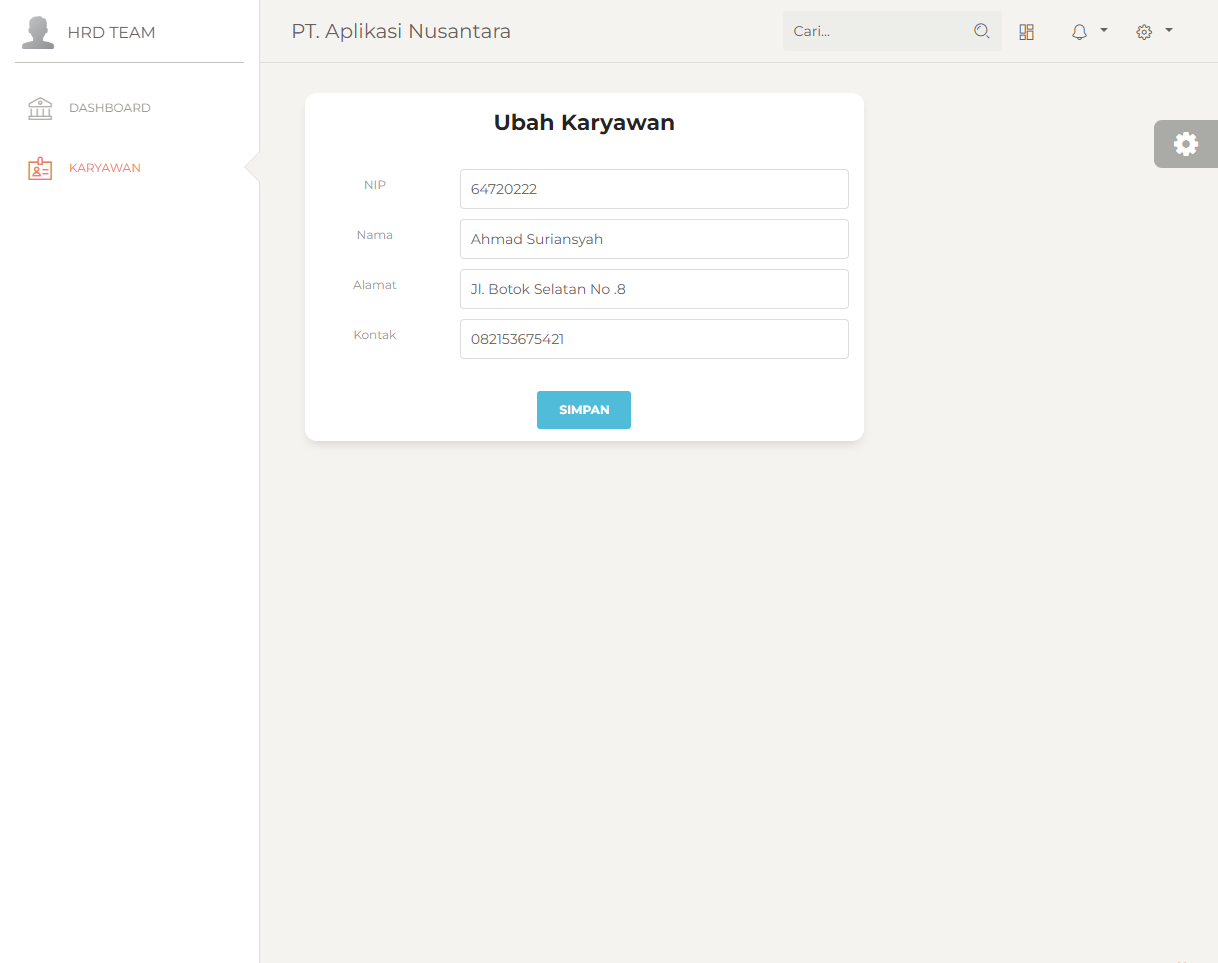 HRD TEAM
PT. Aplikasi Nusantara
Cari...
DASHBOARD
KARYAWAN
Ubah Karyawan
NIP
64720222
Nama
Ahmad Suriansyah
Alamat
Jl. Botok Selatan No .8
Kontak
082153675421
SIMPAN